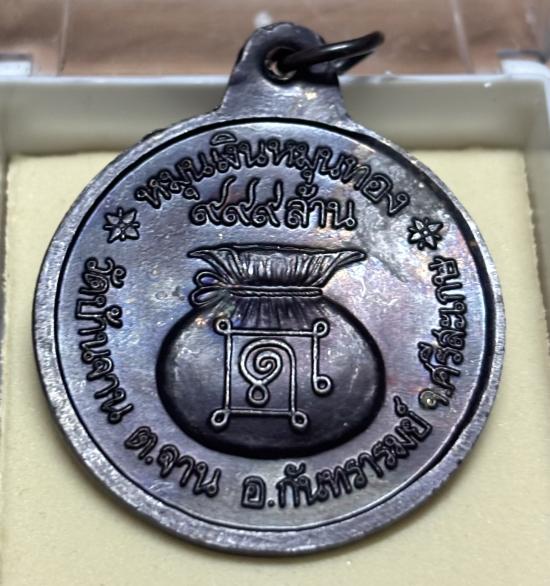 หมุนเงินหมุนทอง
๙๙๙ล้าน
วัดบ้านจาน ต.จาน อ.กันทรารมย์ จ.ศรีสะเกษ